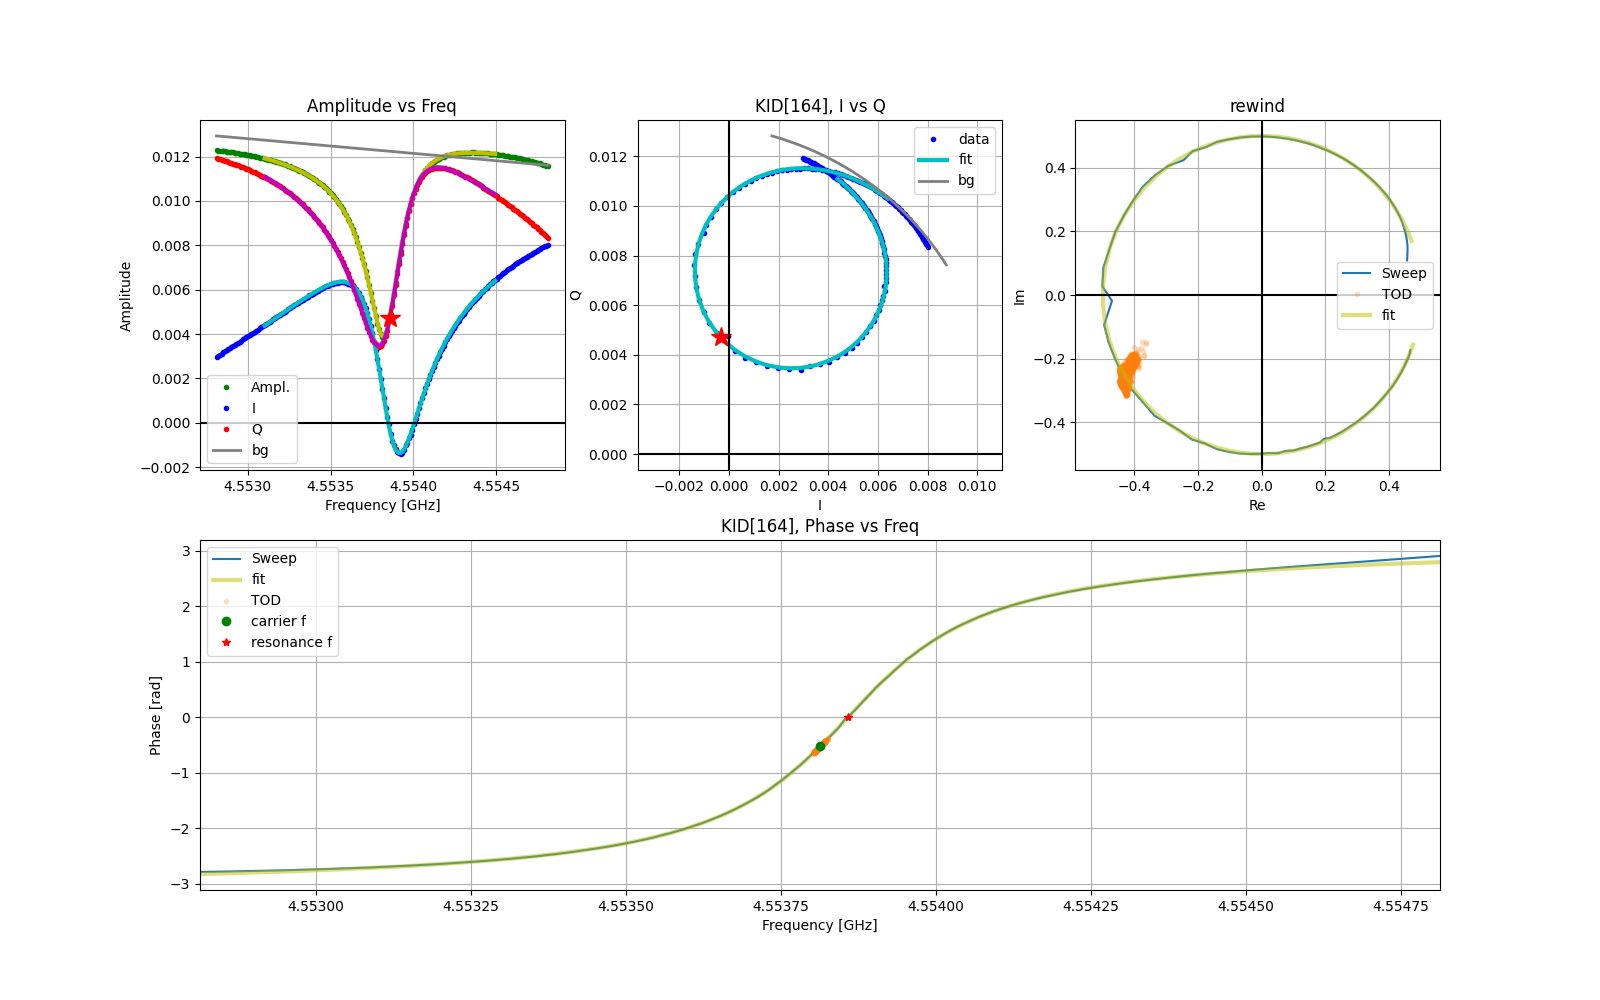 Amplitude vs Freq
Amplitude
0.012
0.010
0.008
0.006
0.004
0.002
0.000
−0.002
Ampl.
I
Q
bg
4.5530 4.5535 4.5540 4.5545
Frequency [GHz]
KID[164], I vs Q
Q
0.012
0.010
0.008
0.006
0.004
0.002
0.000
data
fit
bg
−0.002 0.000 0.002 0.004 0.006 0.008 0.010
I
rewind
Im
0.4
0.2
0.0
−0.2
−0.4
Sweep
TOD
fit
−0.4 −0.2 0.0 0.2 0.4
Re
KID[164], Phase vs Freq
Phase [rad]
3
2
1
0
−1
−2
−3
Sweep
fit
TOD
carrier f
resonance f
4.55300 4.55325 4.55350 4.55375 4.55400 4.55425 4.55450 4.55475
Frequency [GHz]